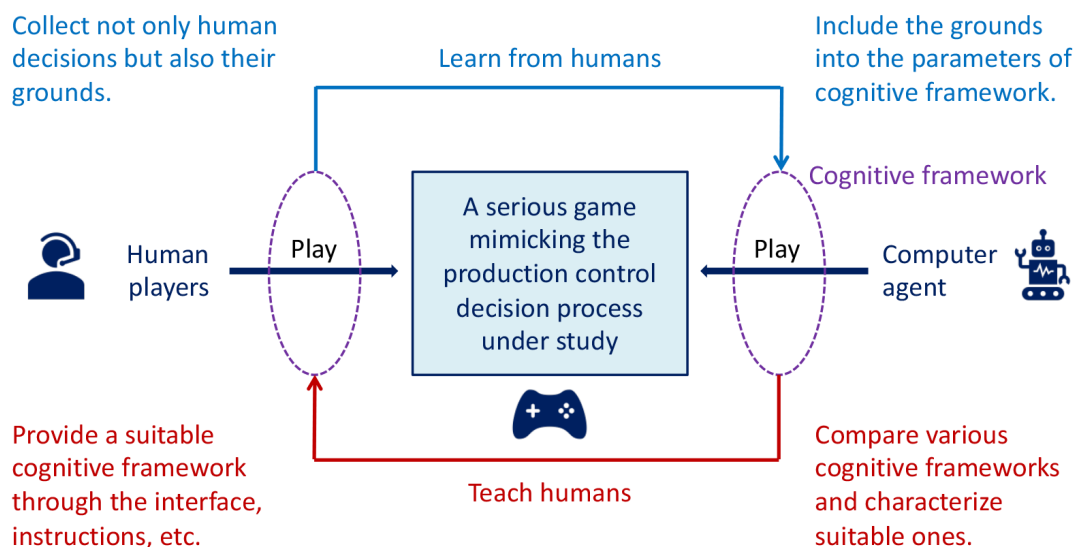 Collect not only human
decisions but also their
grounds.
Learn from humans
Include the grounds
into the parameters of
cognitive framework.
Cognitive framework
Human
players
Play
A serious game
mimicking the
production control
decision process
under study
Play
Computer
agent
Provide a suitable
cognitive framework
through the interface,
instructions, etc.
Teach humans
Compare various
cognitive frameworks
and characterize
suitable ones.